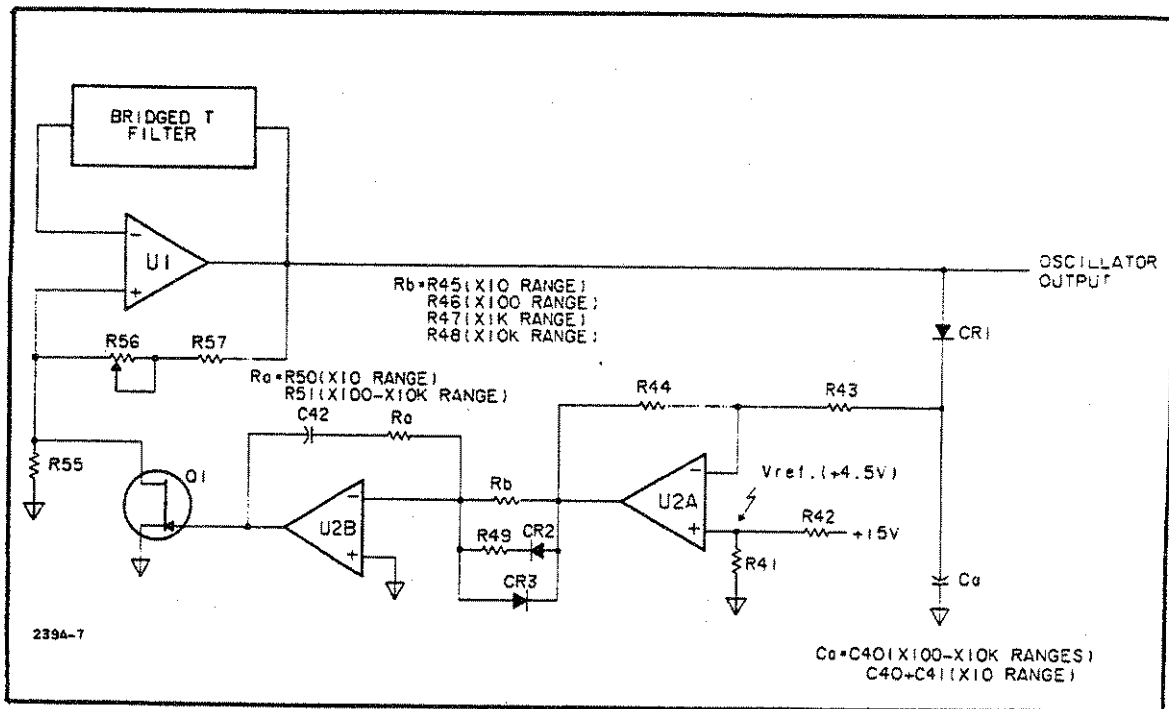 BRIDGED T
FILTER
-
U1
+
OSCILLATOR
OUTPUT
Rb=R45(X10 RANGE)
R46(X100 RANGE)
R47(X1K RANGE)
R48(X10K RANGE)
CR1
R56
R57
Ra=R50(X10 RANGE)
R51(X100-X10K RANGE)
R44
R43
C42
Ra
R55
Q1
Vref.(+4.5V)
-
U2B
+
Rb
-
U2A
+
R42
+15V
R49
CR2
R41
CR3
Ca
239A-7
Ca=C40(X100-X10K RANGES)
C40+C41(X10 RANGE)